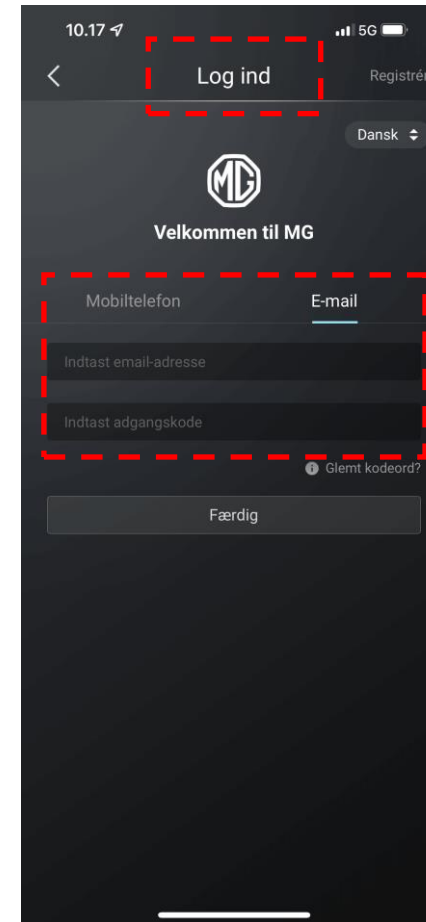 10.17 5G
Log ind Registrér
Dansk
MG
Velkommen til MG
Mobiltelefon E-mail
Indtast email-adresse
Indtast adgangskode
Glemt kodeord?
Færdig